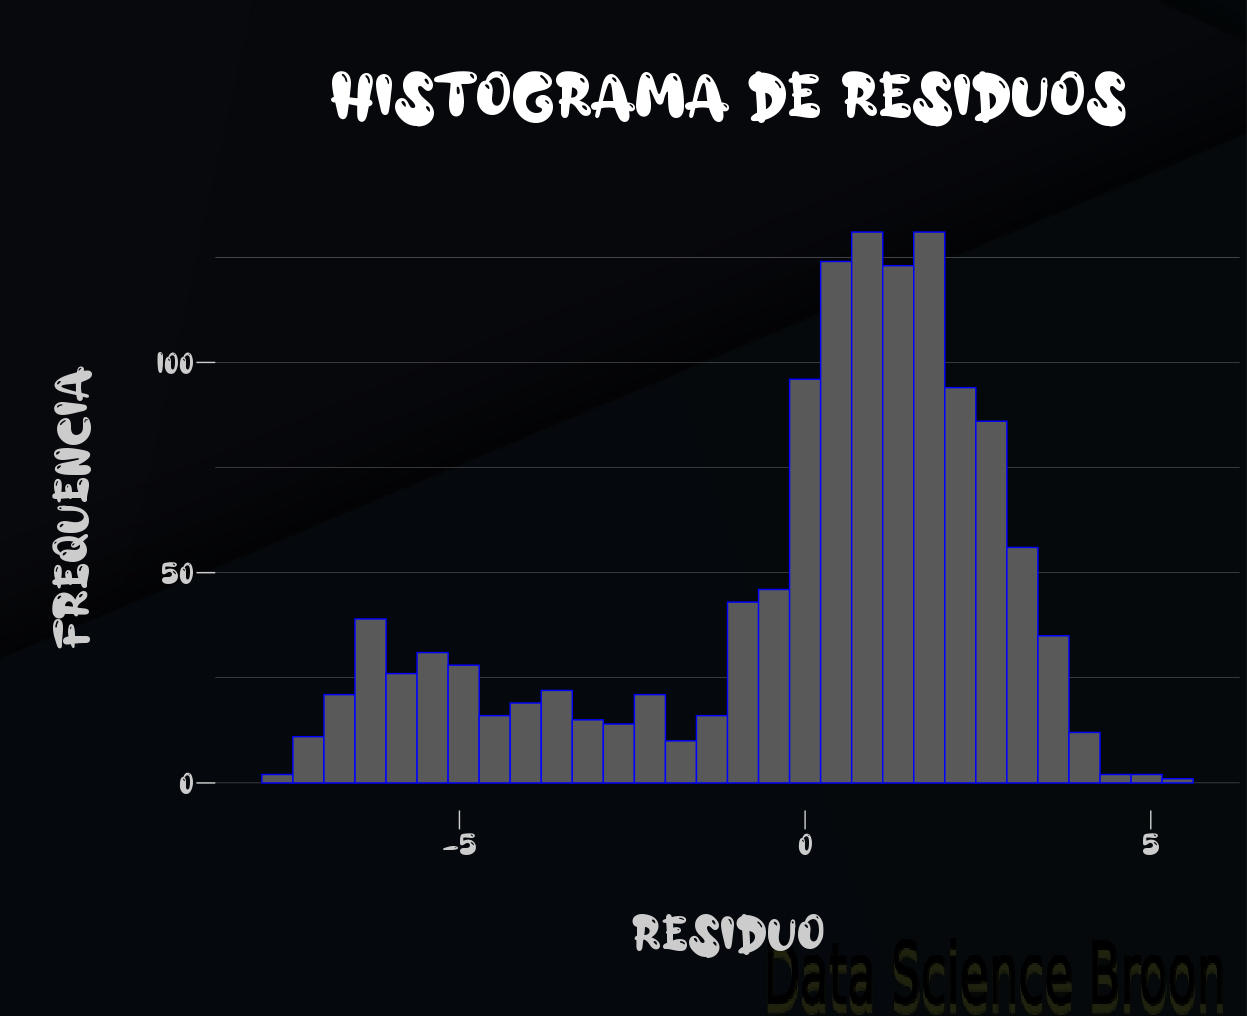 HISTOGRAMA DE RESIDUOS
FREQUENCIA
100
50
0
-5 0 5
RESIDUO
Data Science Broon